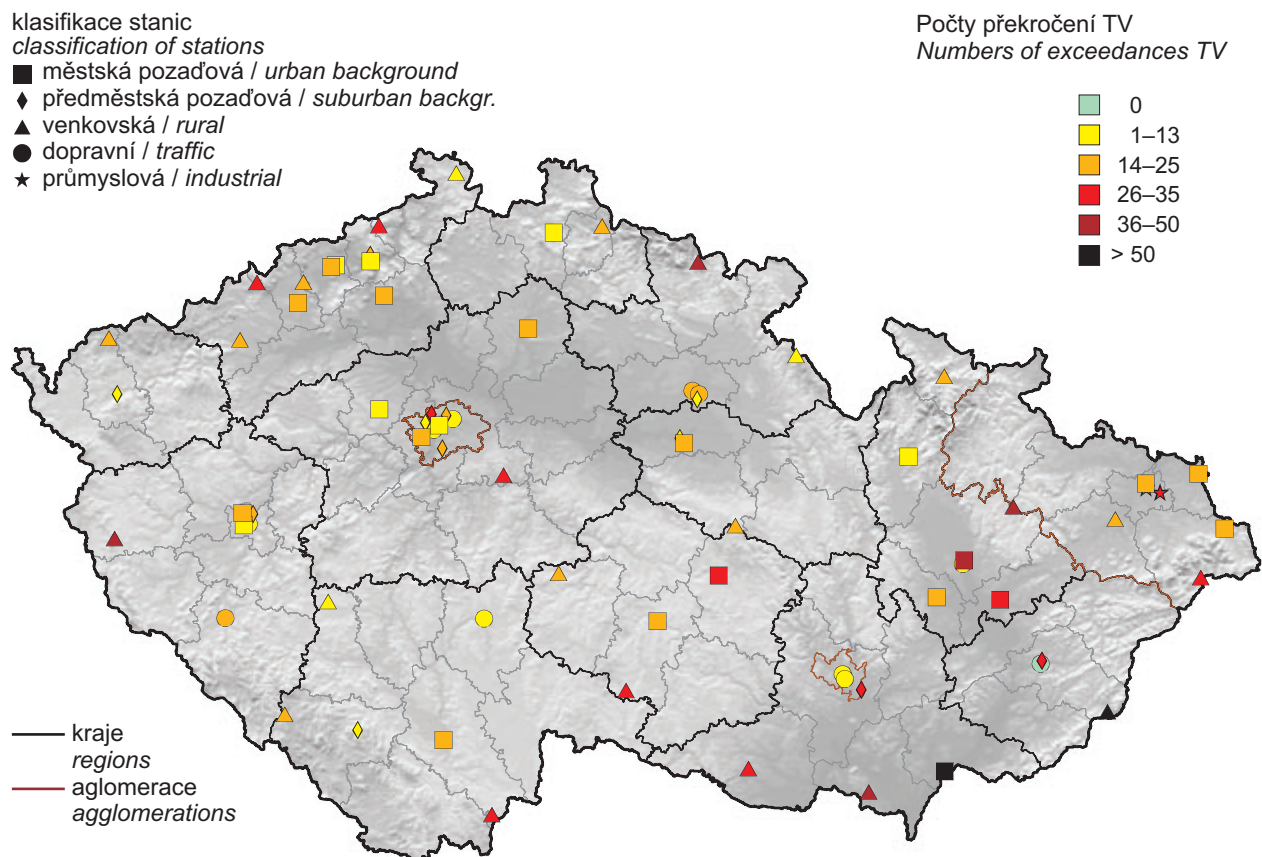 klasifikace stanic
classification of stations
městská pozaďová / urban background
předměstská pozaďová / suburban backgr.
venkovská / rural
dopravní / traffic
průmyslová / industrial
Počty překročení TV
Numbers of exceedances TV
0
1–13
14–25
26–35
36–50
> 50
kraje
regions
aglomerace
agglomerations